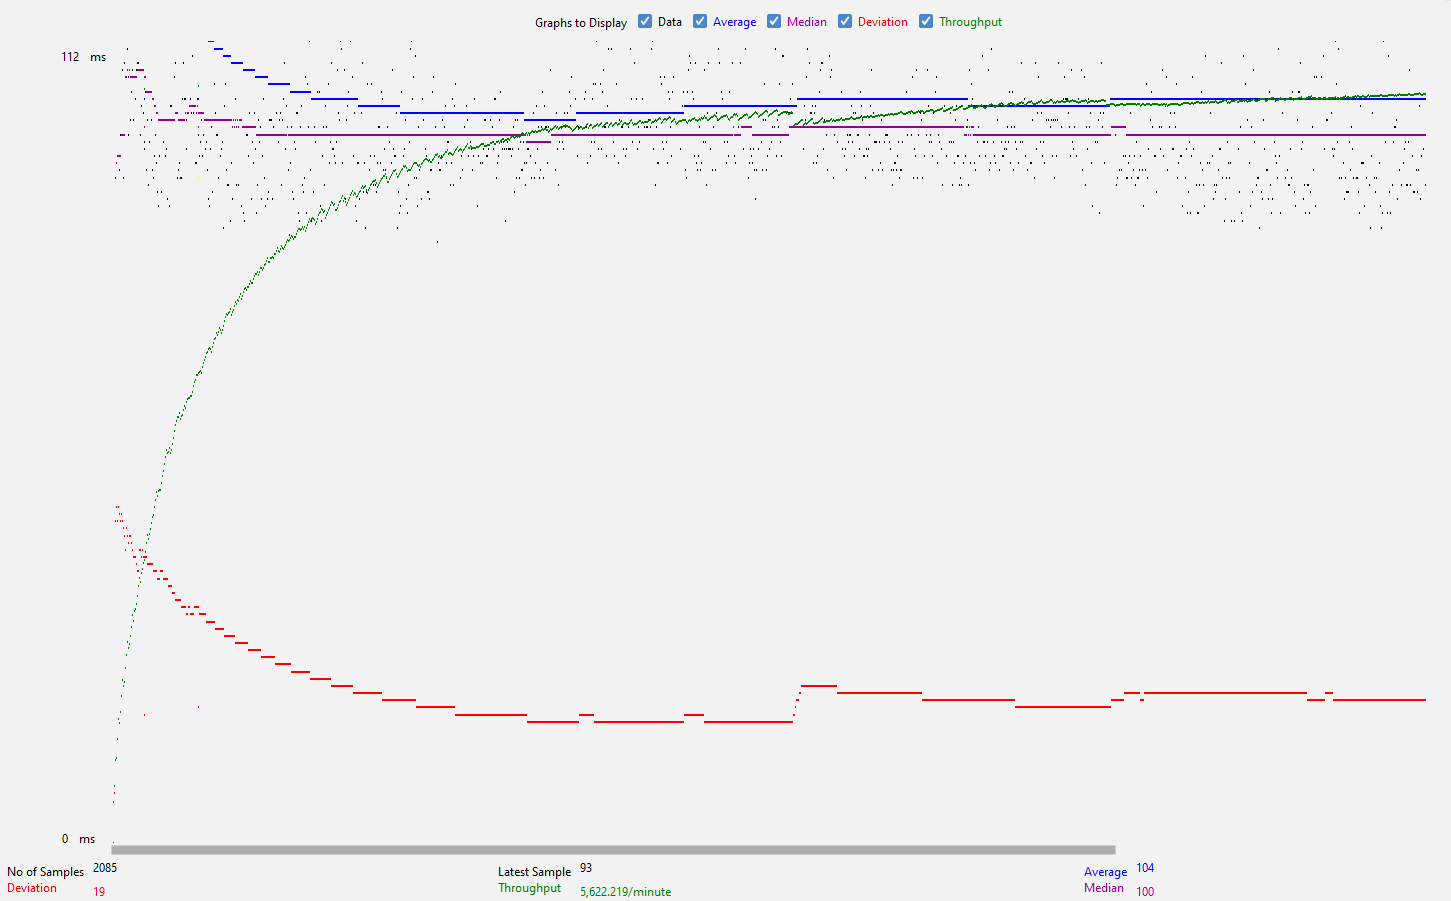 Graphs to Display Data Average Median Deviation Throughput
112 ms
0 ms
No of Samples 2085 Latest Sample 93 Average 104
Deviation 19 Throughput 5,622.219/minute Median 100